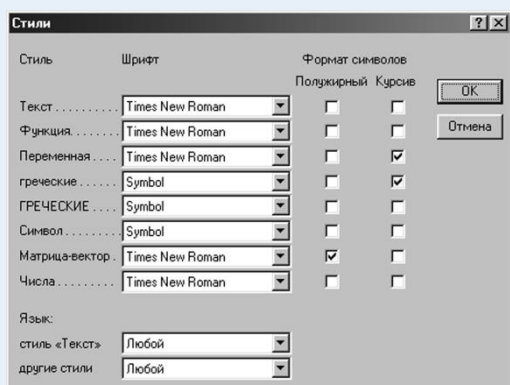 Стили
Стиль Шрифт Формат символов
Полужирный Курсив
Текст . . . . . . . . . . Times New Roman
Функция. . . . . . . . Times New Roman
Переменная . . . . Times New Roman
греческие . . . . . . Symbol
ГРЕЧЕСКИЕ . . . . Symbol
Символ . . . . . . . . Symbol
Матрица-вектор . Times New Roman
Числа . . . . . . . . . Times New Roman
OK
Отмена
Язык:
стиль «Текст» Любой
другие стили Любой